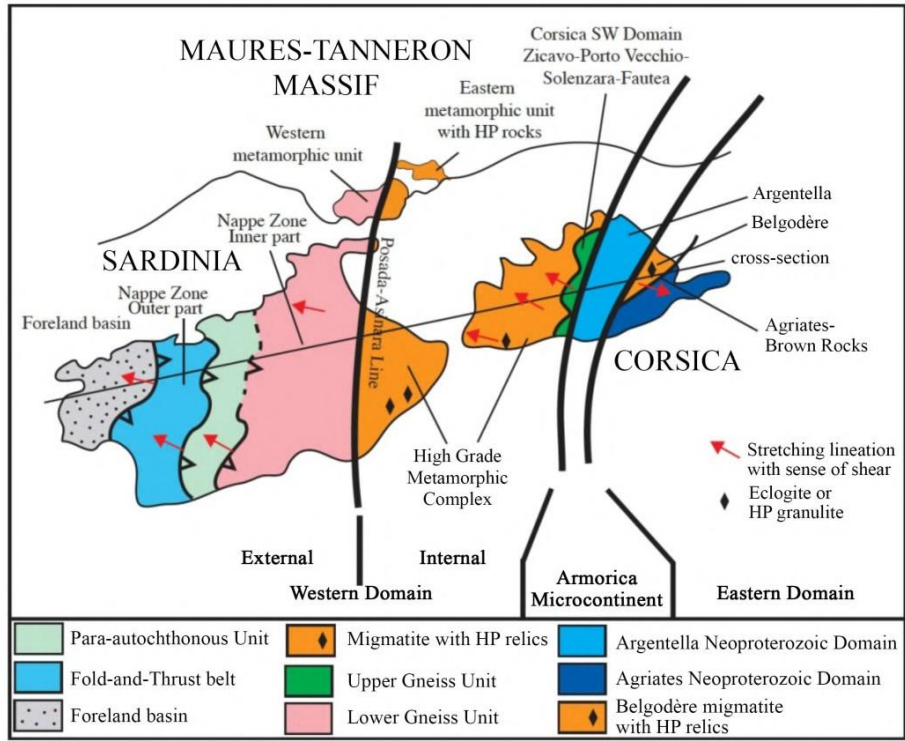 MAURES-TANNERON
MASSIF
Corsica SW Domain
Zicavo-Porto Vecchio-
Solenzara-Fautea
Eastern
metamorphic unit
with HP rocks
Western
metamorphic unit
Nappe Zone
Inner part
SARDINIA
Nappe Zone
Outer part
Foreland basin
Posada-Asinara Line
Argentella
Belgodère
cross-section
Agriates-
Brown Rocks
CORSICA
High Grade
Metamorphic
Complex
Stretching lineation
with sense of shear
Eclogite or
HP granulite
External
Internal
Western Domain
Armorica
Microcontinent
Eastern Domain
Para-autochthonous Unit
Fold-and-Thrust belt
Foreland basin
Migmatite with HP relics
Upper Gneiss Unit
Lower Gneiss Unit
Argentella Neoproterozoic Domain
Agriates Neoproterozoic Domain
Belgodère migmatite
with HP relics